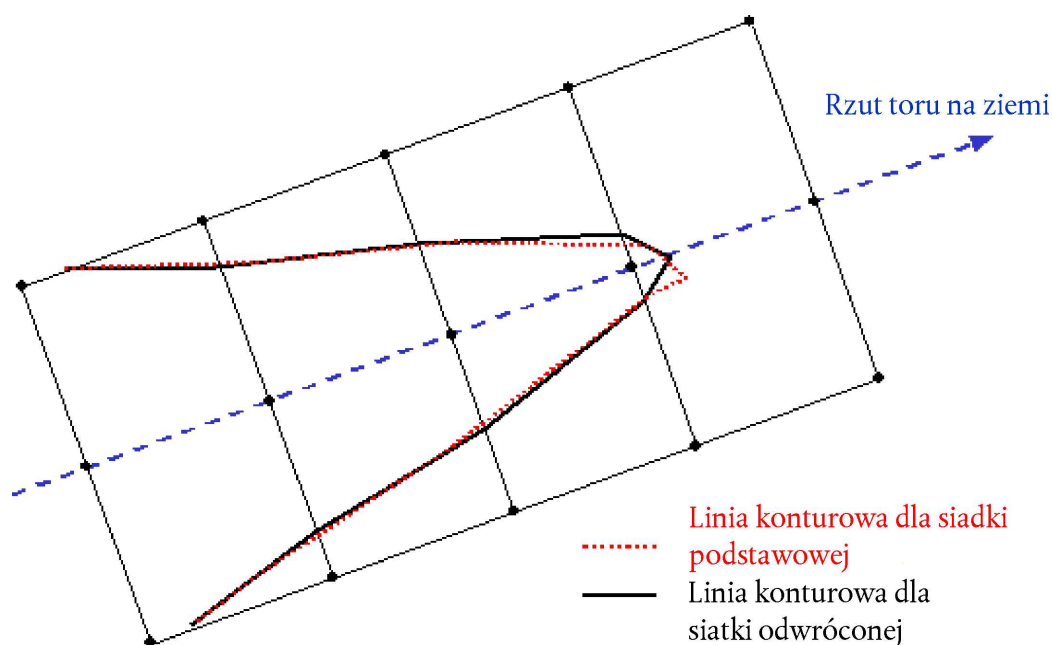 Rzut toru na ziemi
Linia konturowa dla siadki
podstawowej
Linia konturowa dla
siatki odwróconej